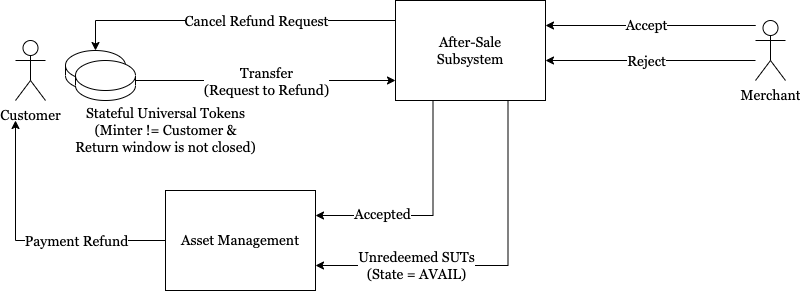 Cancel Refund Request
After-Sale
Subsystem
Accept
Reject
Merchant
Customer
Transfer
(Request to Refund)
Stateful Universal Tokens
(Minter != Customer &
Return window is not closed)
Accepted
Asset Management
Payment Refund
Unredeemed SUTs
(State = AVAIL)